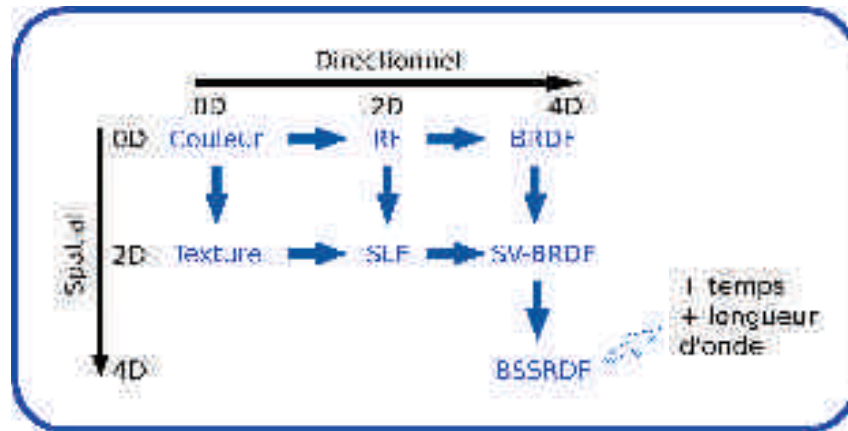 Directionnel
0D 2D 4D
0D Couleur RF BRDF
Spatial
2D Texture SLF SV-BRDF
+ temps
+ longueur
d'onde
4D BSSRDF